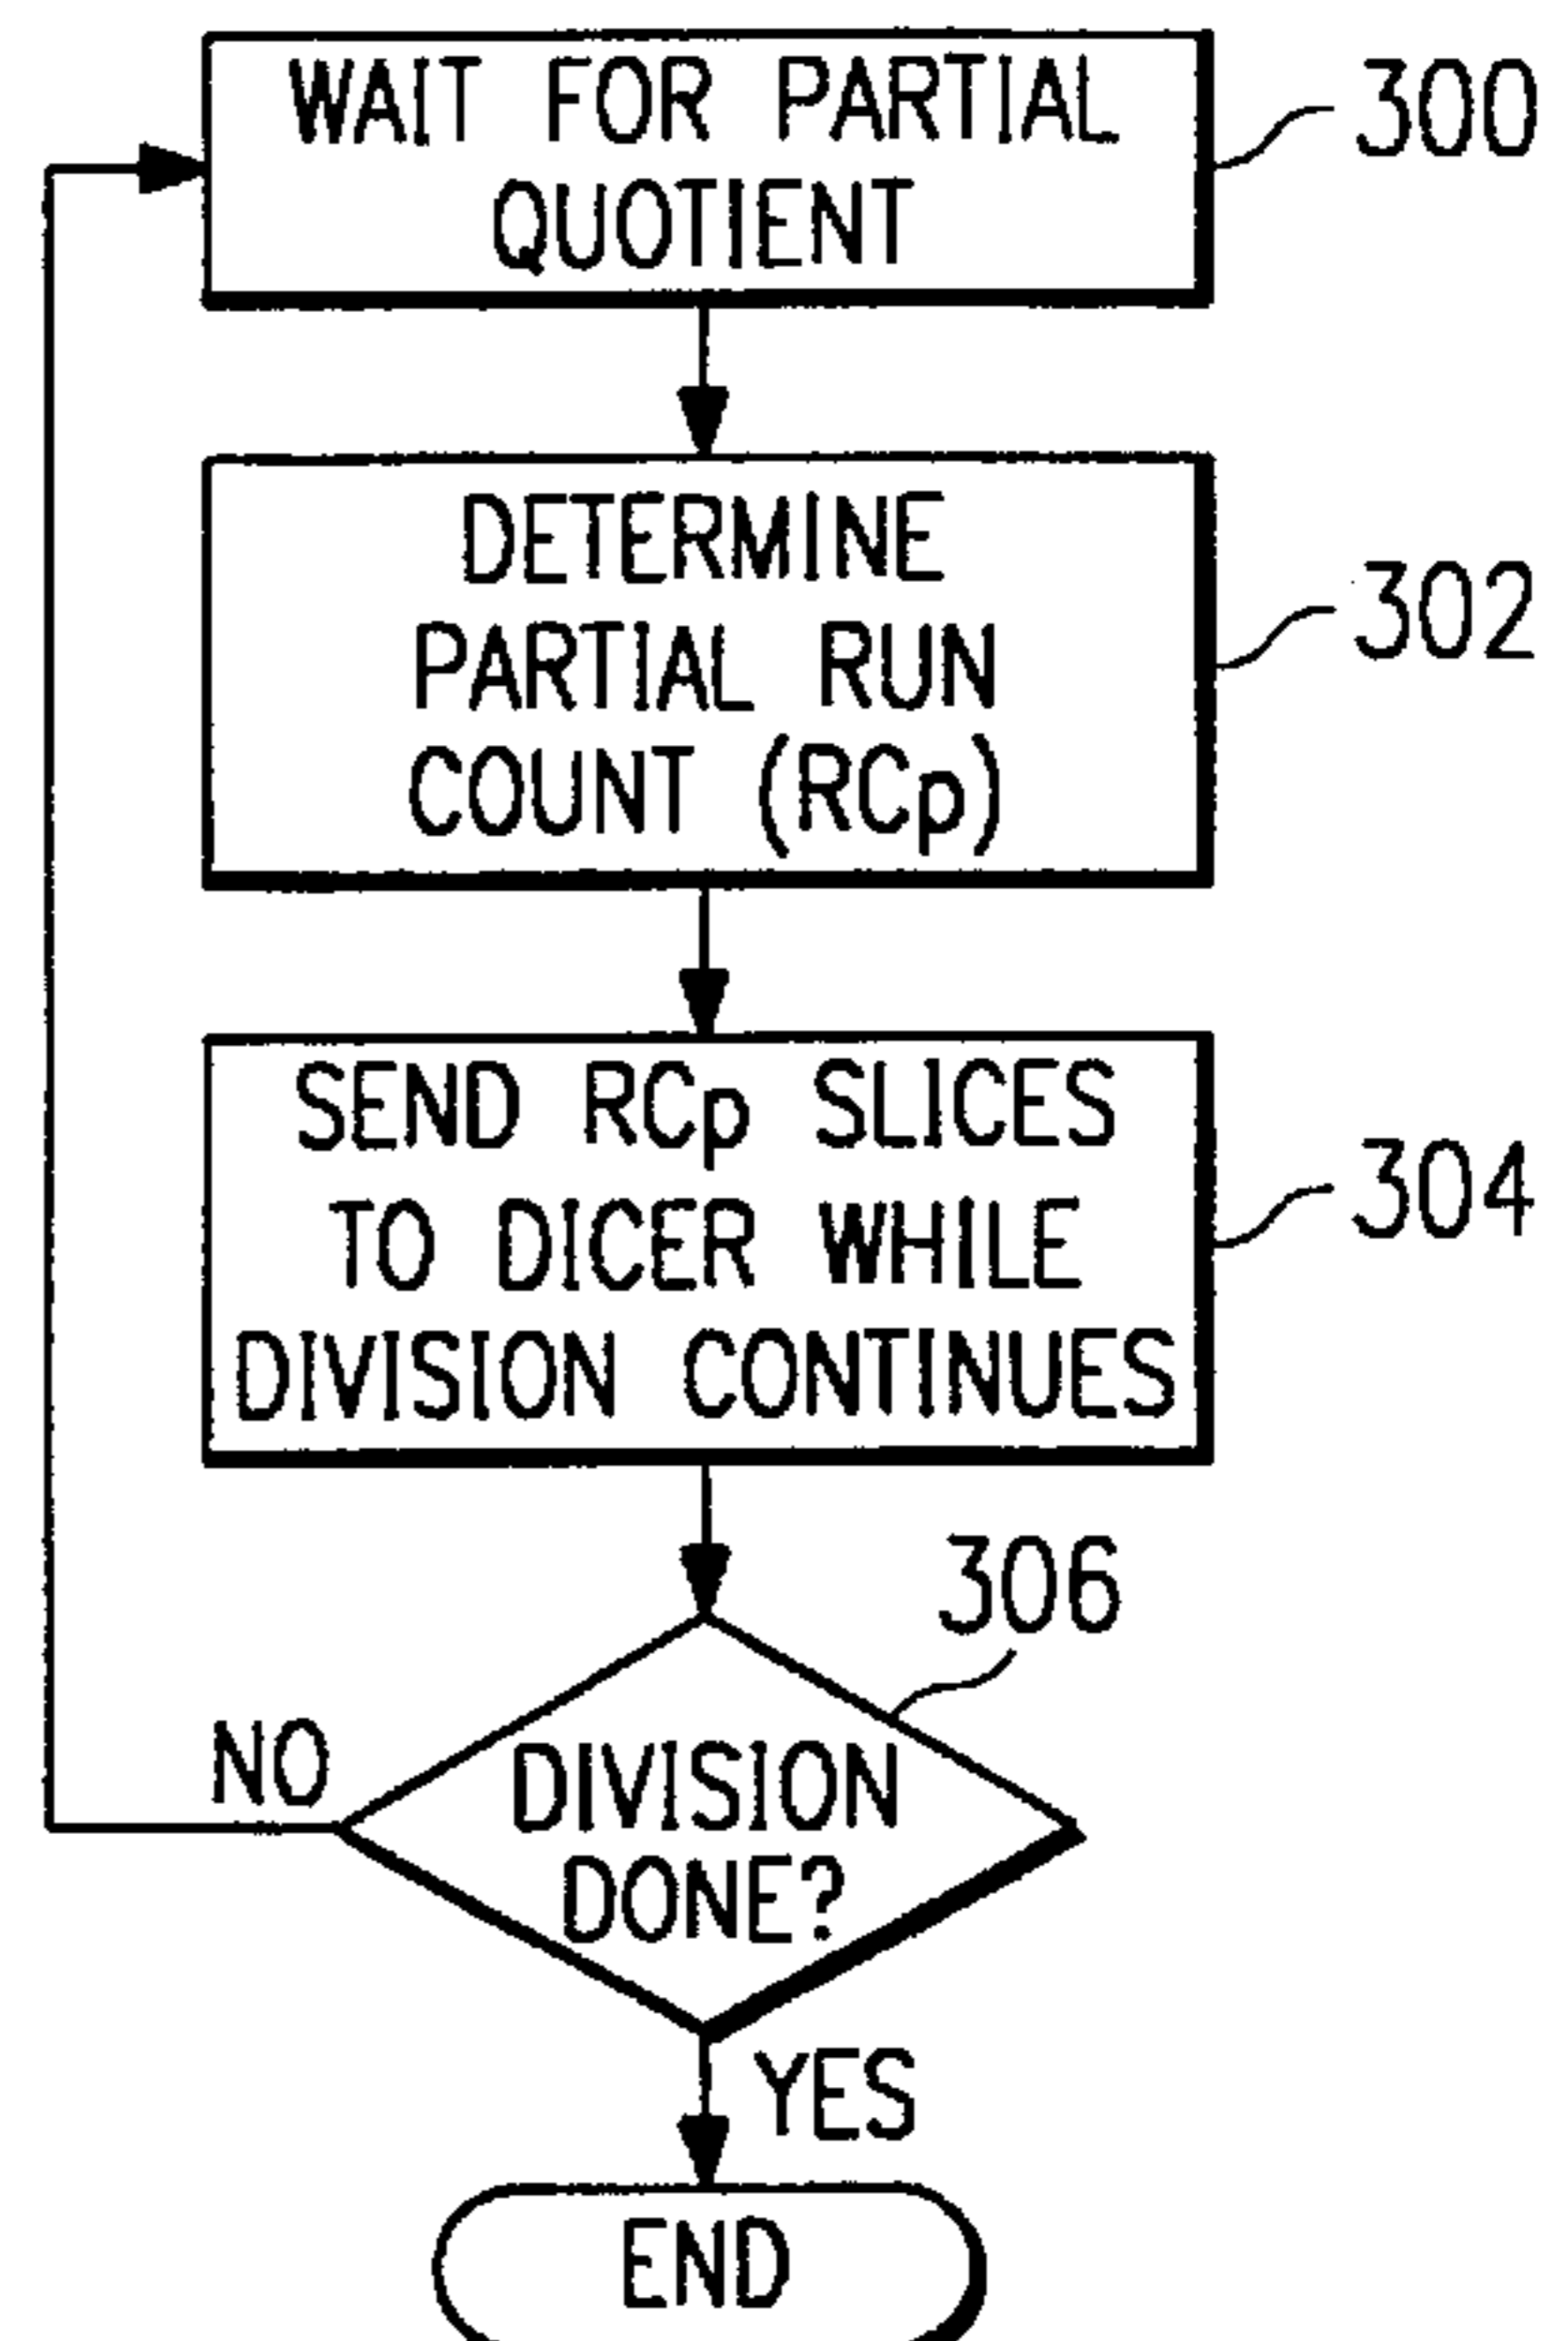 WAIT FOR PARTIAL
QUOTIENT
300
DETERMINE
PARTIAL RUN
COUNT (RCp)
302
SEND RCp SLICES
TO DICER WHILE
DIVISION CONTINUES
304
306
NO
DIVISION
DONE?
YES
END